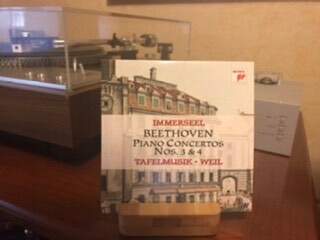 IMMERSEEL
BEETHOVEN
PIANO CONCERTOS
NOS. 3 & 4
TAFELMUSIK · WEIL